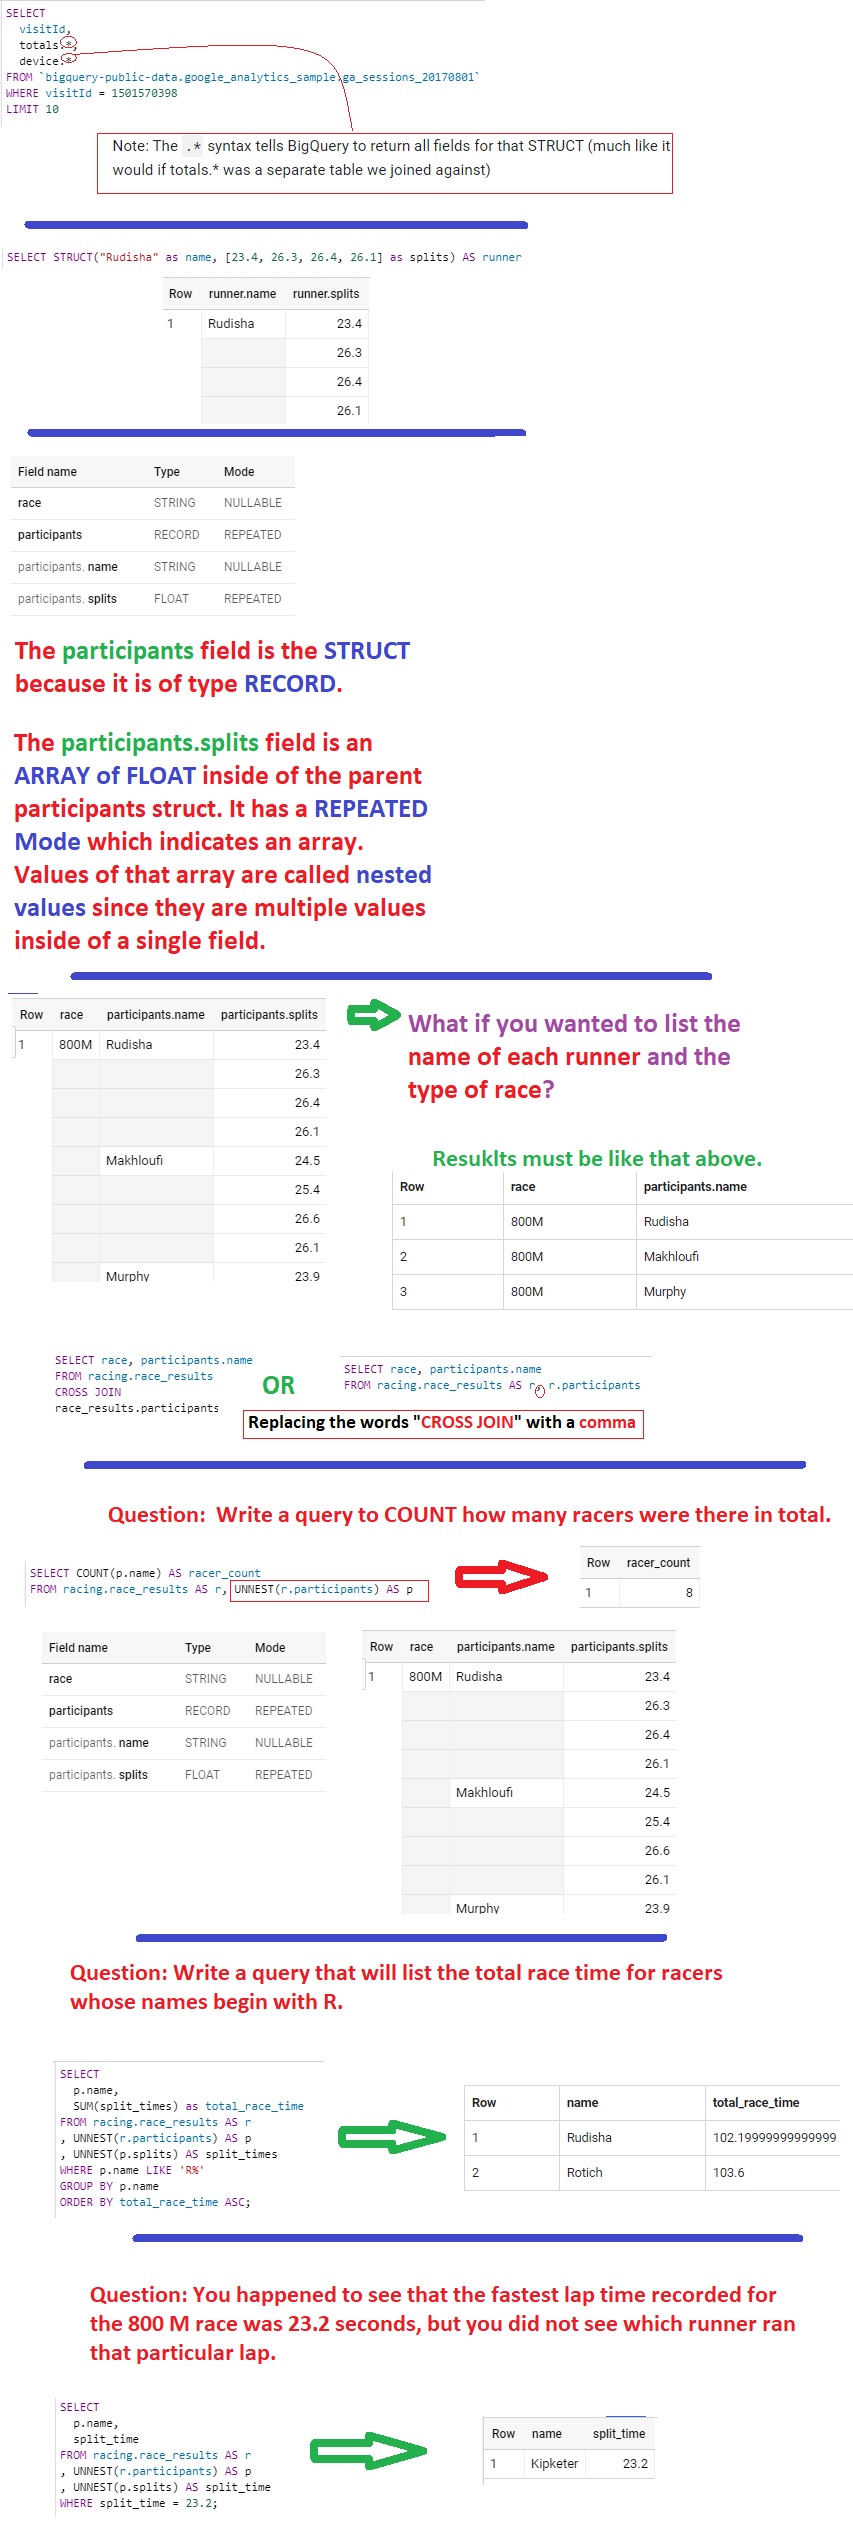 SELECT
visitId,
totals.*,
device.*
FROM `bigquery-public-data.google_analytics_sample.ga_sessions_20170801`
WHERE visitId = 1501570398
LIMIT 10
Note: The .* syntax tells BigQuery to return all fields for that STRUCT (much like it
would if totals.* was a separate table we joined against)
SELECT STRUCT("Rudisha" as name, [23.4, 26.3, 26.4, 26.1] as splits) AS runner
Row runner.name runner.splits
1 Rudisha 23.4
26.3
26.4
26.1
Field name Type Mode
race STRING NULLABLE
participants RECORD REPEATED
participants. name STRING NULLABLE
participants. splits FLOAT REPEATED
The participants field is the STRUCT
because it is of type RECORD.
The participants.splits field is an
ARRAY of FLOAT inside of the parent
participants struct. It has a REPEATED
Mode which indicates an array.
Values of that array are called nested
values since they are multiple values
inside of a single field.
Row race participants.name participants.splits
1 800M Rudisha 23.4
26.3
26.4
26.1
Makhloufi 24.5
25.4
26.6
26.1
Murphy 23.9
What if you wanted to list the
name of each runner and the
type of race?
Resuklts must be like that above.
Row race participants.name
1 800M Rudisha
2 800M Makhloufi
3 800M Murphy
SELECT race, participants.name
FROM racing.race_results
CROSS JOIN
race_results.participants
OR
SELECT race, participants.name
FROM racing.race_results AS r, r.participants
Replacing the words "CROSS JOIN" with a comma
Question: Write a query to COUNT how many racers were there in total.
SELECT COUNT(p.name) AS racer_count
FROM racing.race_results AS r, UNNEST(r.participants) AS p
Row racer_count
1 8
Field name Type Mode
race STRING NULLABLE
participants RECORD REPEATED
participants. name STRING NULLABLE
participants. splits FLOAT REPEATED
Row race participants.name participants.splits
1 800M Rudisha 23.4
26.3
26.4
26.1
Makhloufi 24.5
25.4
26.6
26.1
Murphy 23.9
Question: Write a query that will list the total race time for racers
whose names begin with R.
SELECT
p.name,
SUM(split_times) as total_race_time
FROM racing.race_results AS r
, UNNEST(r.participants) AS p
, UNNEST(p.splits) AS split_times
WHERE p.name LIKE 'R%'
GROUP BY p.name
ORDER BY total_race_time ASC;
Row name total_race_time
1 Rudisha 102.19999999999999
2 Rotich 103.6
Question: You happened to see that the fastest lap time recorded for
the 800 M race was 23.2 seconds, but you did not see which runner ran
that particular lap.
SELECT
p.name,
split_time
FROM racing.race_results AS r
, UNNEST(r.participants) AS p
, UNNEST(p.splits) AS split_time
WHERE split_time = 23.2;
Row name split_time
1 Kipketer 23.2